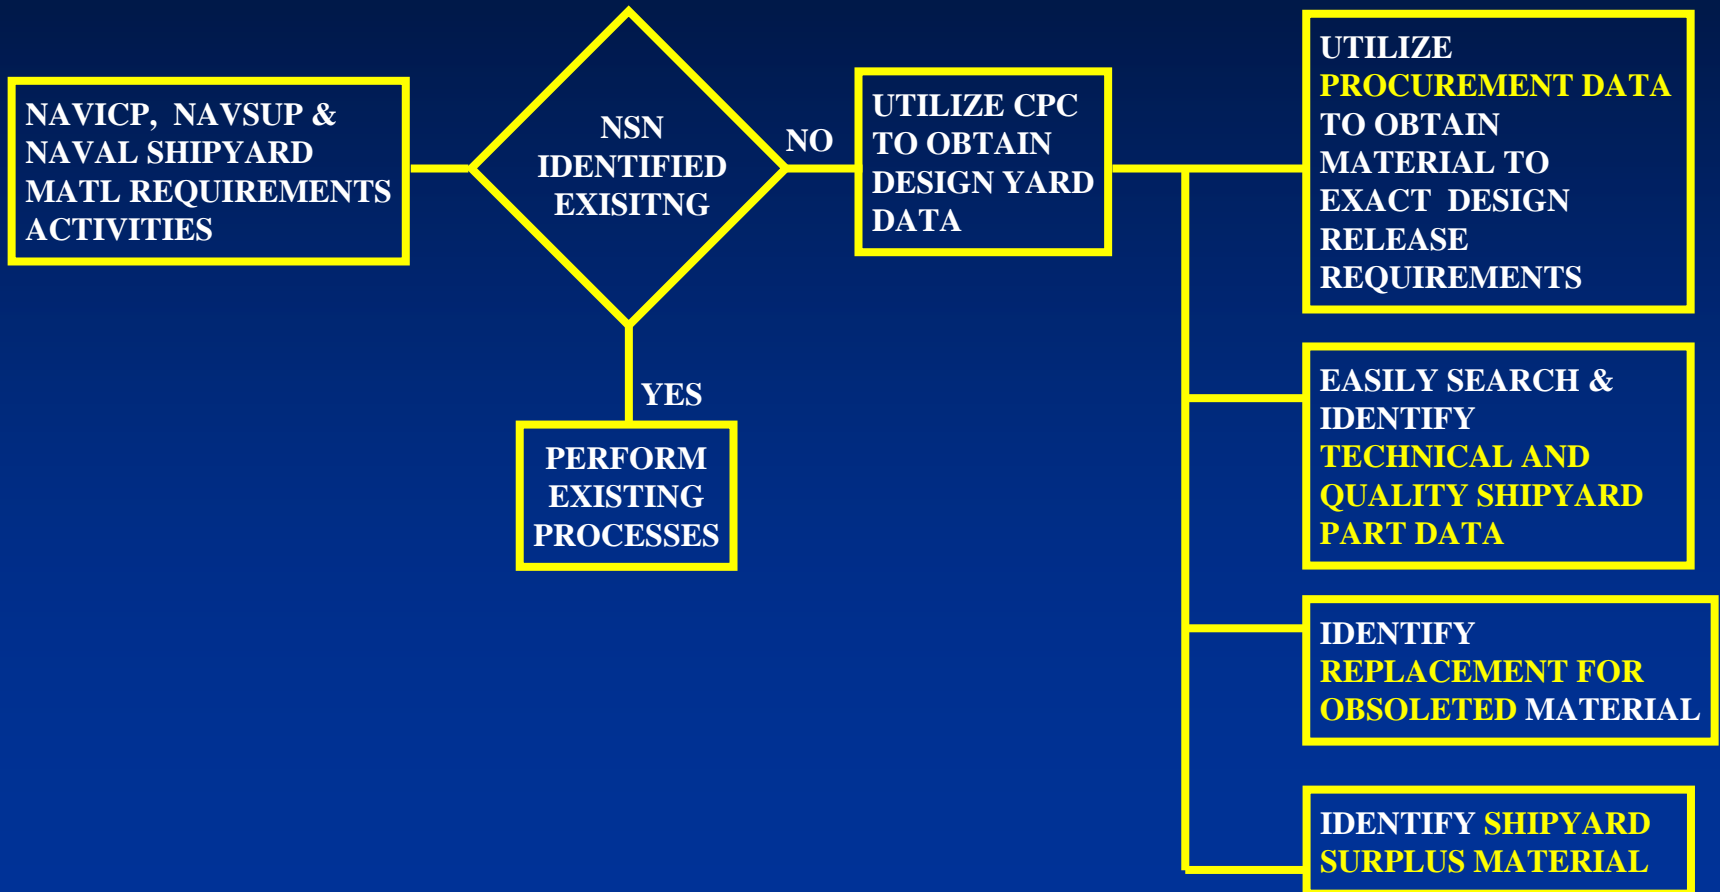 NAVICP, NAVSUP &
NAVAL SHIPYARD
MATL REQUIREMENTS
ACTIVITIES
NSN
IDENTIFIED
EXISITNG
NO
YES
PERFORM
EXISTING
PROCESSES
UTILIZE CPC
TO OBTAIN
DESIGN YARD
DATA
UTILIZE
PROCUREMENT DATA
TO OBTAIN
MATERIAL TO
EXACT DESIGN
RELEASE
REQUIREMENTS
EASILY SEARCH &
IDENTIFY
TECHNICAL AND
QUALITY SHIPYARD
PART DATA
IDENTIFY
REPLACEMENT FOR
OBSOLETED MATERIAL
IDENTIFY SHIPYARD
SURPLUS MATERIAL